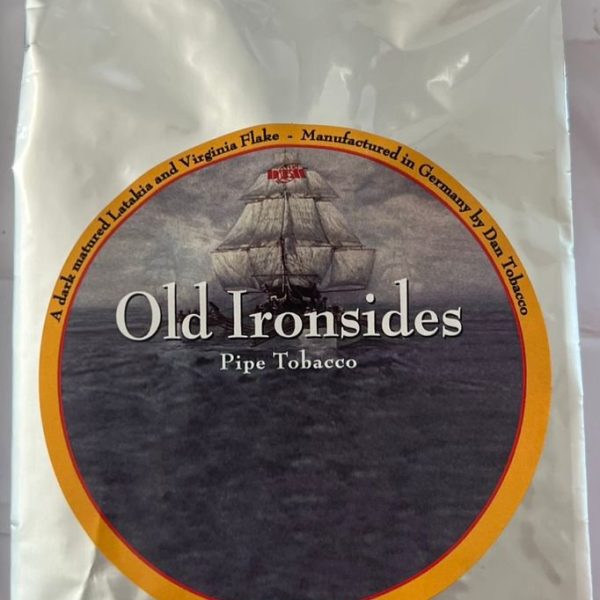 A dark matured Latakia and Virginia Flake - Manufactured in Germany by Dan Tobacco
Old Ironsides
Pipe Tobacco